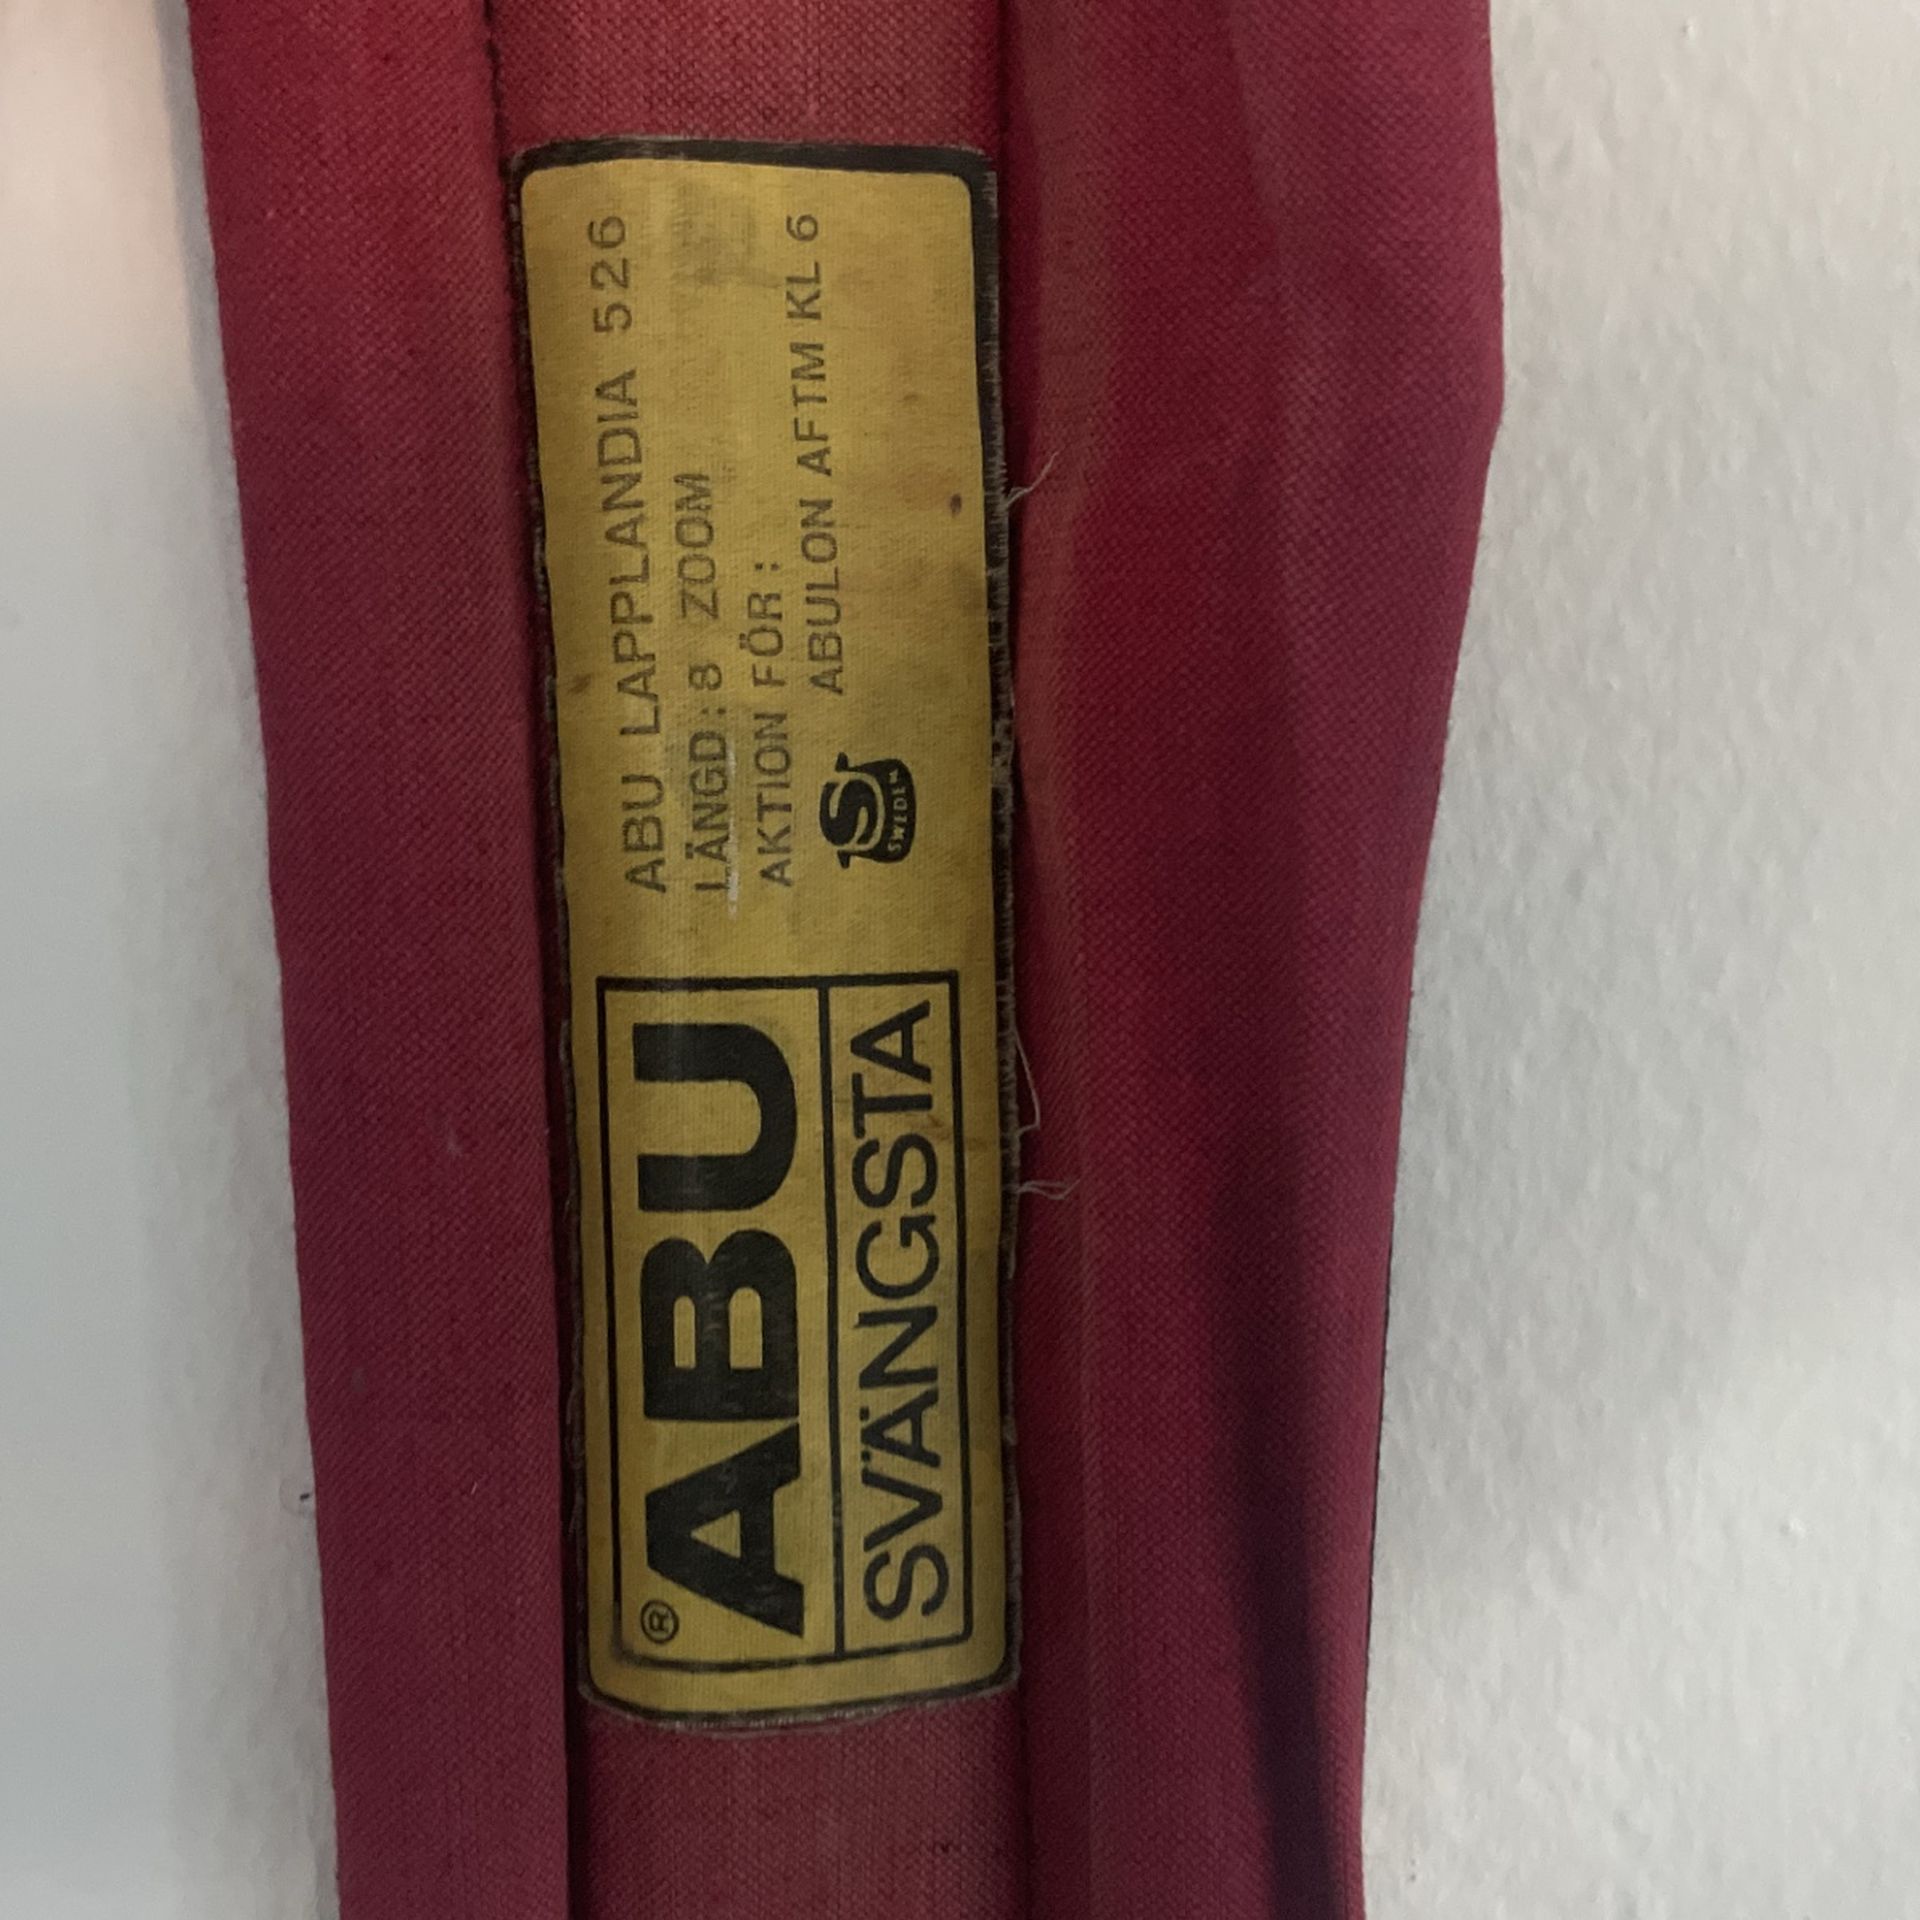 ® ABU
SVÄNGSTA
ABU LAPPLANDIA 526
LÄNGD: 8 ZOOM
AKTION FÖR:
ABULON AFTM KL 6
S
SWEDEN